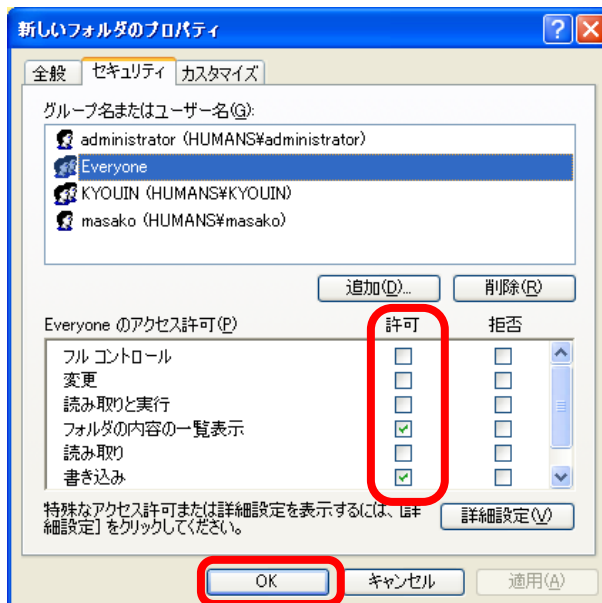 新しいフォルダのプロパティ
全般 セキュリティ カスタマイズ
グループ名またはユーザー名(G):
administrator (HUMANS¥administrator)
Everyone
KYOUIN (HUMANS¥KYOUIN)
masako (HUMANS¥masako)
追加(D)... 削除(R)
Everyone のアクセス許可(P) 許可 拒否
フル コントロール
変更
読み取りと実行
フォルダの内容の一覧表示
読み取り
書き込み
特殊なアクセス許可または詳細設定を表示するには、[詳
細設定] をクリックしてください。
詳細設定(V)
OK キャンセル 適用(A)